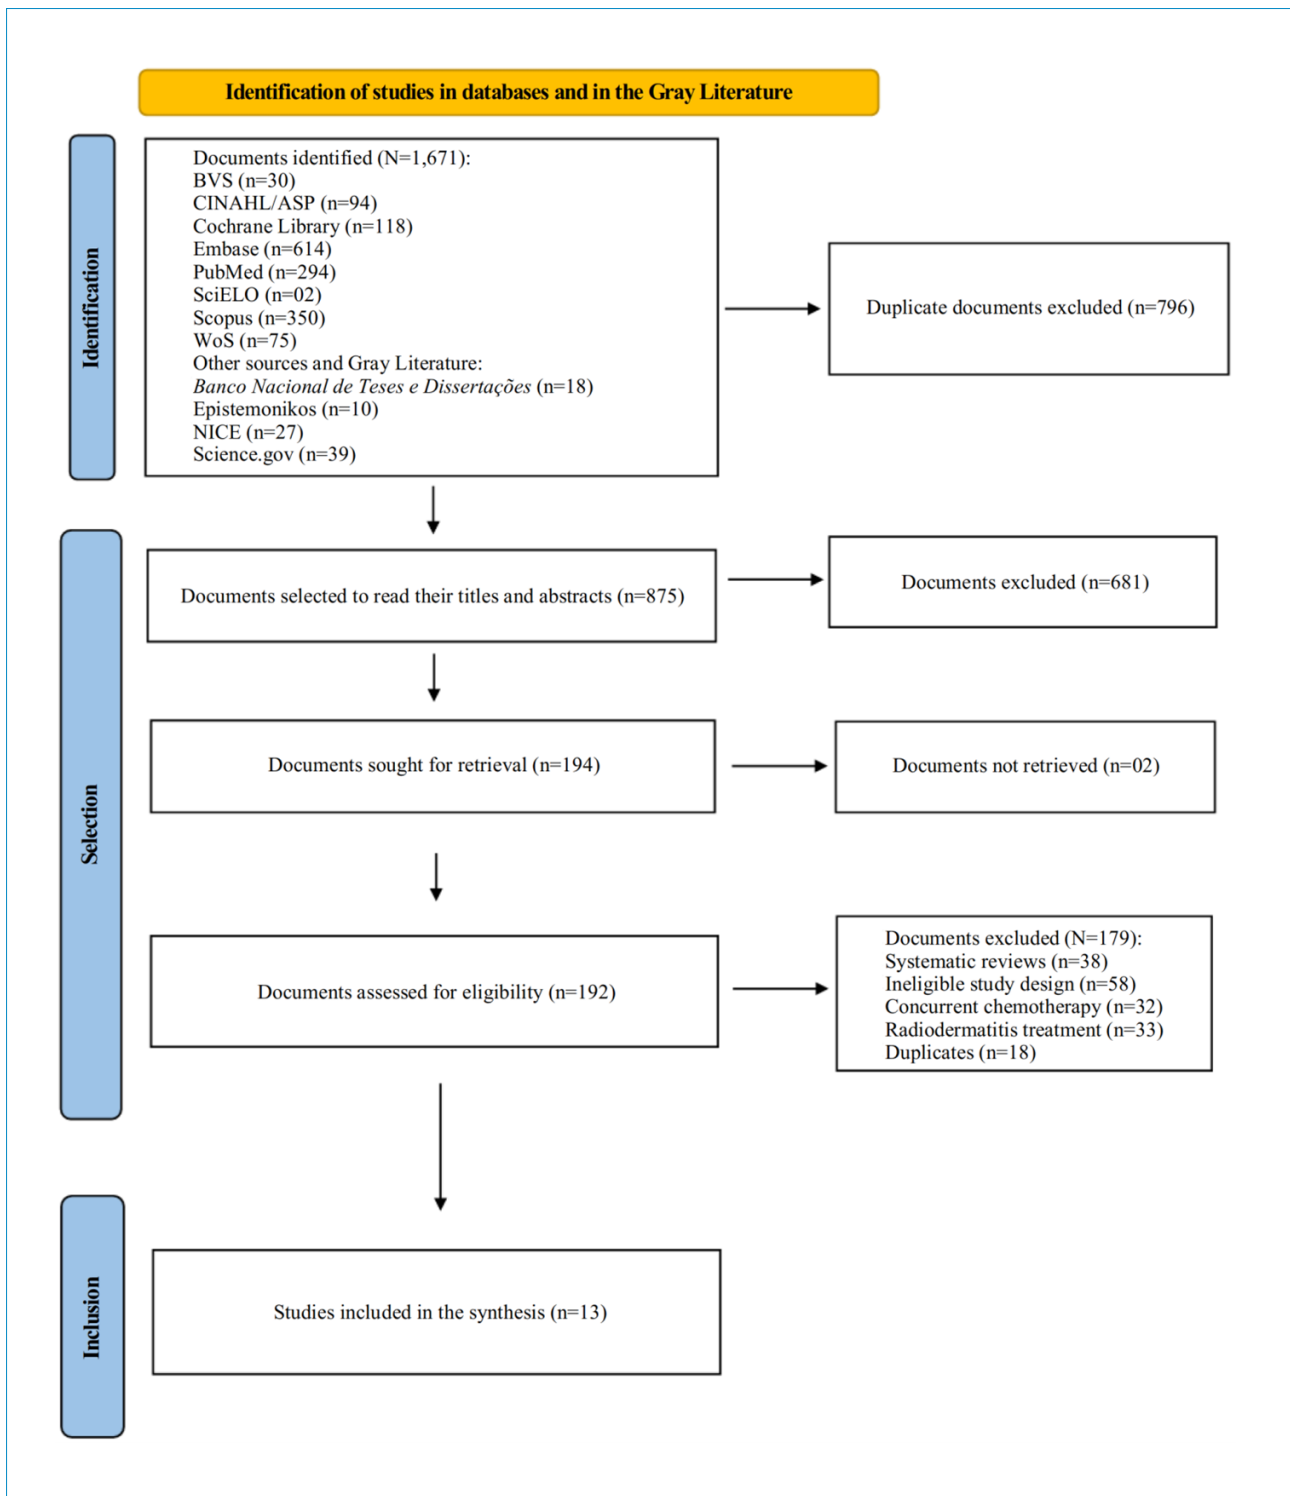 Identification of studies in databases and in the Gray Literature
Identification
Documents identified (N=1,671):
BVS (n=30)
CINAHL/ASP (n=94)
Cochrane Library (n=118)
Embase (n=614)
PubMed (n=294)
SciELO (n=02)
Scopus (n=350)
WoS (n=75)
Other sources and Gray Literature:
Banco Nacional de Teses e Dissertações (n=18)
Epistemonikos (n=10)
NICE (n=27)
Science.gov (n=39)
Duplicate documents excluded (n=796)
Selection
Documents selected to read their titles and abstracts (n=875)
Documents excluded (n=681)
Documents sought for retrieval (n=194)
Documents not retrieved (n=02)
Documents assessed for eligibility (n=192)
Documents excluded (N=179):
Systematic reviews (n=38)
Ineligible study design (n=58)
Concurrent chemotherapy (n=32)
Radiodermatitis treatment (n=33)
Duplicates (n=18)
Inclusion
Studies included in the synthesis (n=13)